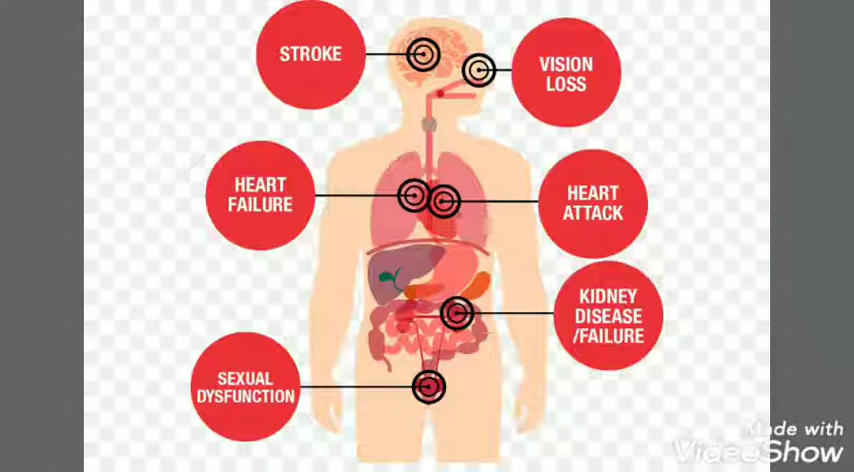 STROKE
VISION
LOSS
HEART
FAILURE
HEART
ATTACK
KIDNEY
DISEASE
/FAILURE
SEXUAL
DYSFUNCTION
Made with
VideoShow